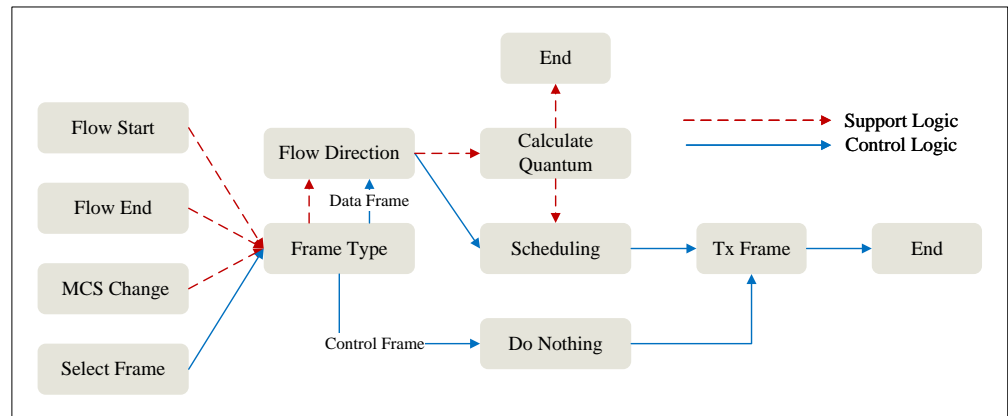 End
Flow Start
Support Logic
Control Logic
Flow Direction
Calculate
Quantum
Flow End
Data Frame
Frame Type
Scheduling
Tx Frame
End
MCS Change
Control Frame
Do Nothing
Select Frame